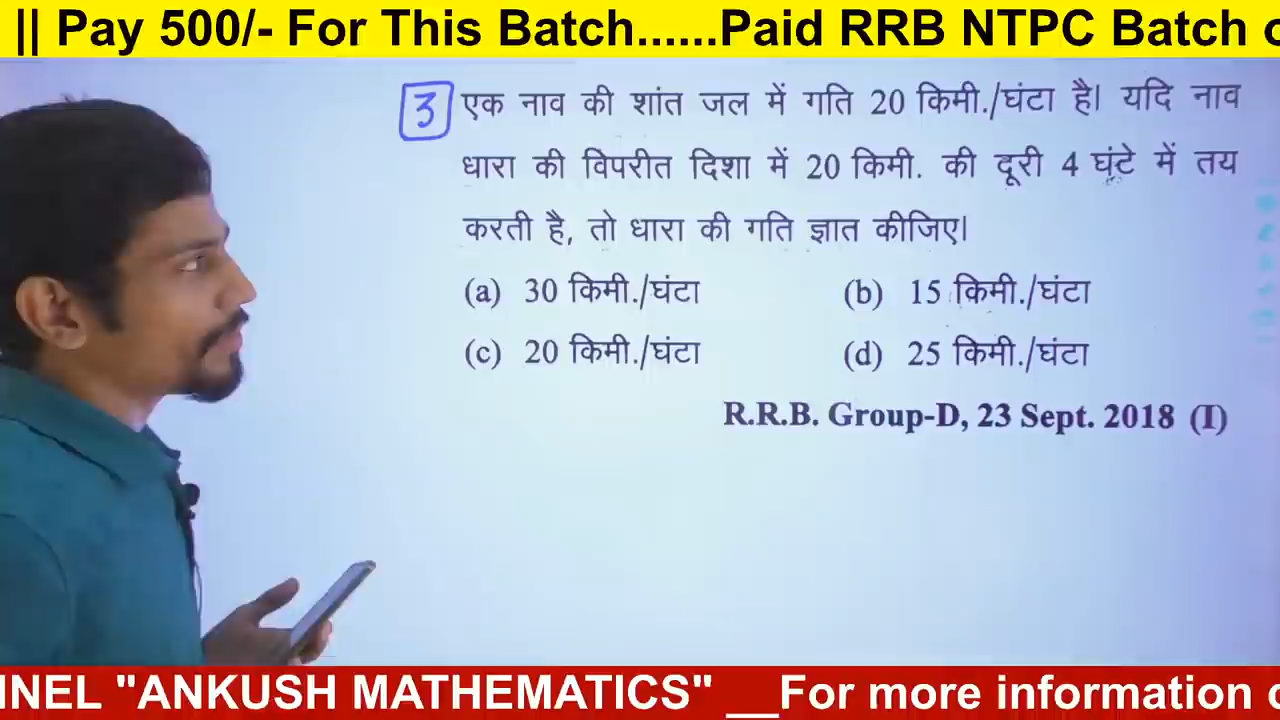 || Pay 500/- For This Batch......Paid RRB NTPC Batch
3 एक नाव की शांत जल में गति 20 किमी./घंटा है। यदि नाव
धारा की विपरीत दिशा में 20 किमी. की दूरी 4 घंटे में तय
करती है, तो धारा की गति ज्ञात कीजिए।
(a) 30 किमी./घंटा (b) 15 किमी./घंटा
(c) 20 किमी./घंटा (d) 25 किमी./घंटा
R.R.B. Group-D, 23 Sept. 2018 (I)
"ANKUSH MATHEMATICS" __For more information